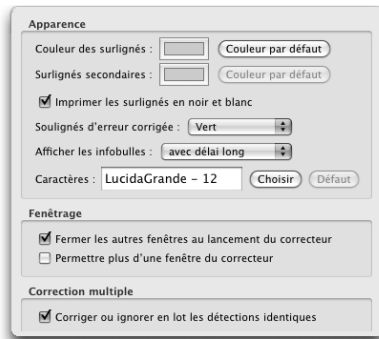 Apparence
Couleur des surlignés : Couleur par défaut
Surlignés secondaires : Couleur par défaut
Imprimer les surlignés en noir et blanc
Soulignés d'erreur corrigée : Vert
Afficher les infobulles : avec délai long
Caractères : LucidaGrande – 12 Choisir Défaut
Fenêtrage
Fermer les autres fenêtres au lancement du correcteur
Permettre plus d'une fenêtre du correcteur
Correction multiple
Corriger ou ignorer en lot les détections identiques